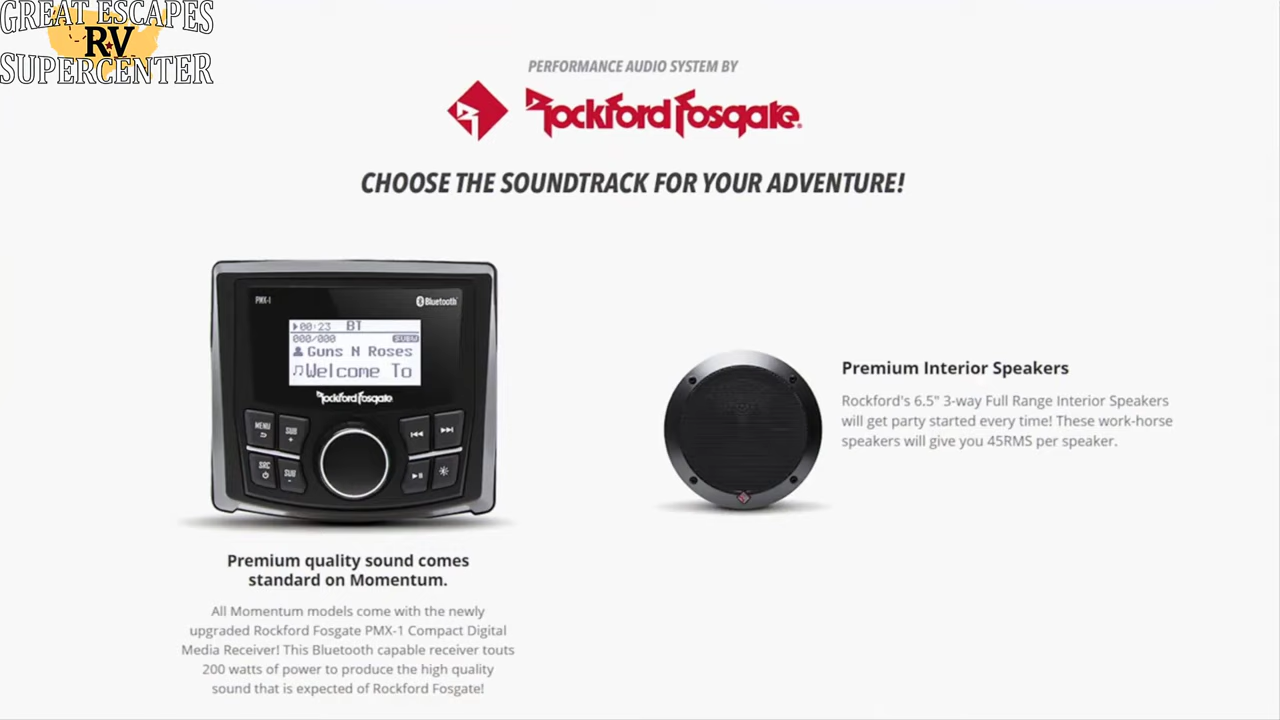 GREAT ESCAPES
RV
SUPERCENTER
PERFORMANCE AUDIO SYSTEM BY
Rockford Fosgate®
CHOOSE THE SOUNDTRACK FOR YOUR ADVENTURE!
PMX-1
Bluetooth
00:23 BT
000/000
Guns N Roses
Welcome To
Rockford Fosgate
MENU
SUB
+
SRC
SUB
-
Premium Interior Speakers
Rockford's 6.5" 3-way Full Range Interior Speakers
will get party started every time! These work-horse
speakers will give you 45RMS per speaker.
Premium quality sound comes
standard on Momentum.
All Momentum models come with the newly
upgraded Rockford Fosgate PMX-1 Compact Digital
Media Receiver! This Bluetooth capable receiver touts
200 watts of power to produce the high quality
sound that is expected of Rockford Fosgate!